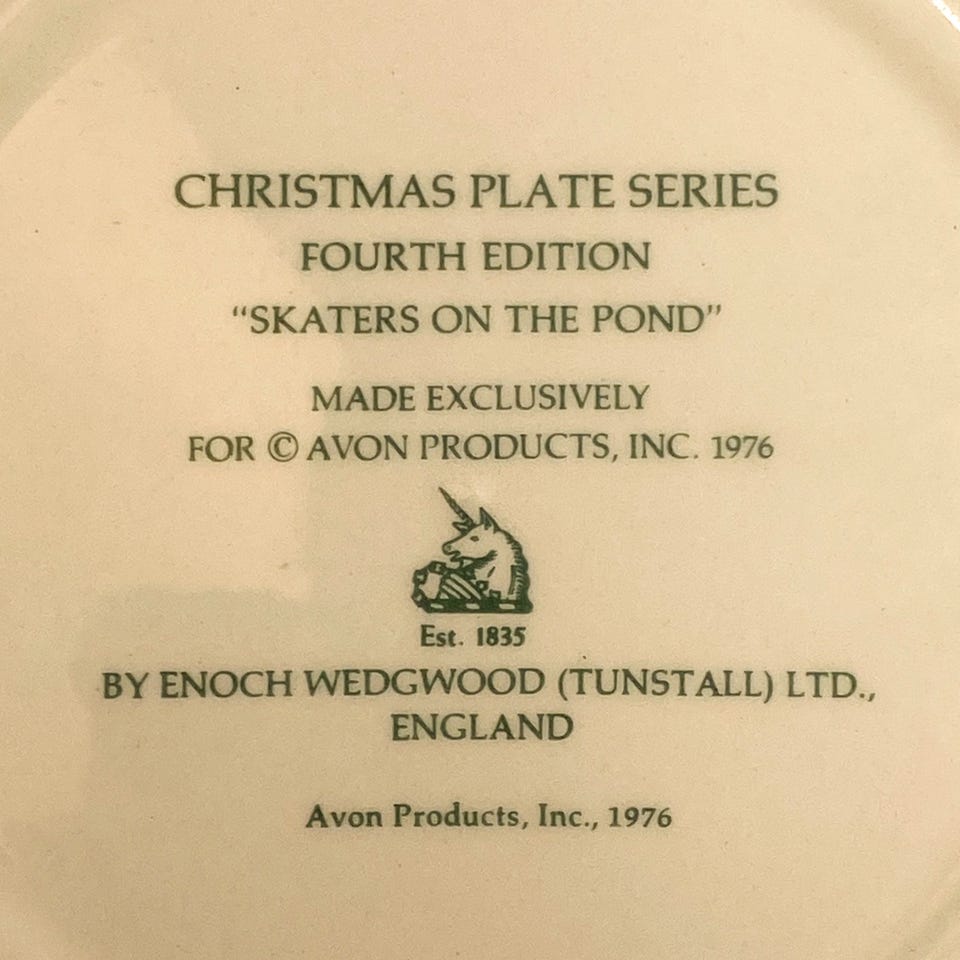 CHRISTMAS PLATE SERIES
FOURTH EDITION
“SKATERS ON THE POND”
MADE EXCLUSIVELY
FOR © AVON PRODUCTS, INC. 1976
Est. 1835
BY ENOCH WEDGWOOD (TUNSTALL) LTD.,
ENGLAND
Avon Products, Inc., 1976